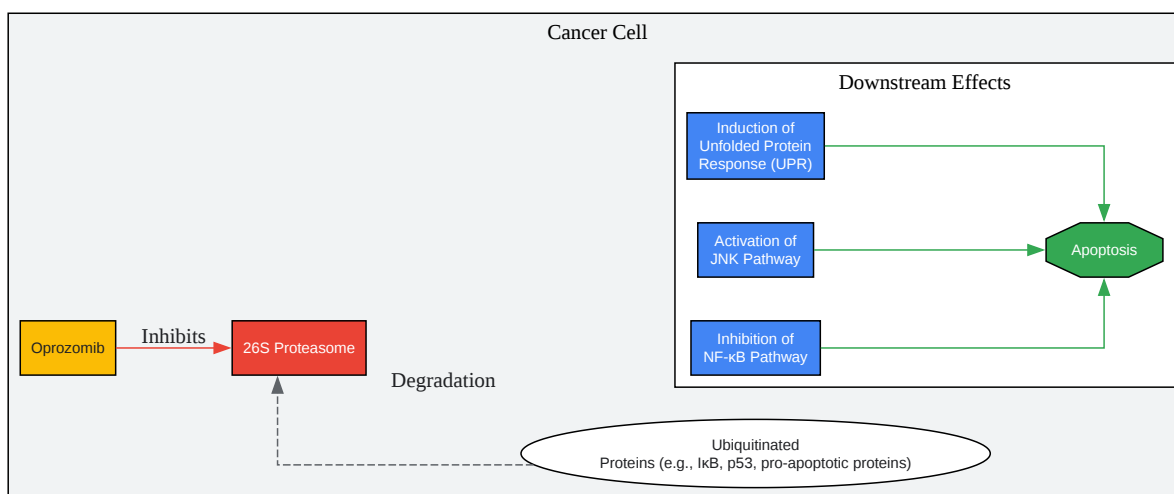 Cancer Cell
Downstream Effects
Induction of
Unfolded Protein
Response (UPR)
Activation of
JNK Pathway
Apoptosis
Oprozomib
Inhibits
26S Proteasome
Inhibition of
NF-κB Pathway
Degradation
Ubiquitinated
Proteins (e.g., IκB, p53, pro-apoptotic proteins)